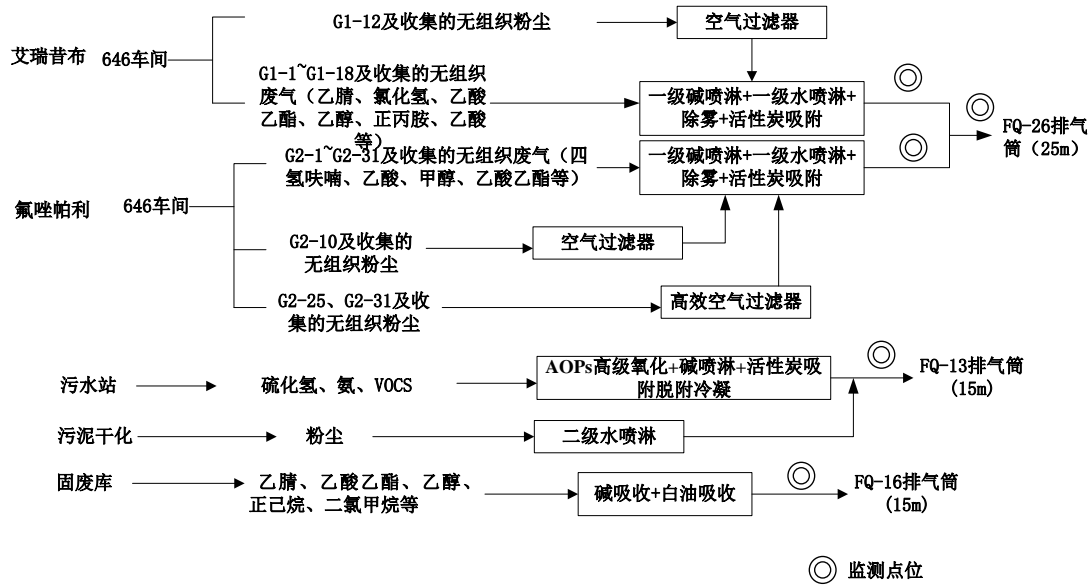 G1-12及收集的无组织粉尘
空气过滤器
艾瑞昔布
646车间
G1-1~G1-18及收集的无组织
废气（乙腈、氯化氢、乙酸
乙酯、乙醇、正丙胺、乙酸
等）
一级碱喷淋+一级水喷淋+
除雾+活性炭吸附
FQ-26排气
筒（25m）
G2-1~G2-31及收集的无组织废气（四
氢呋喃、乙酸、甲醇、乙酸乙酯等）
一级碱喷淋+一级水喷淋+
除雾+活性炭吸附
氟唑帕利
646车间
G2-10及收集的
无组织粉尘
空气过滤器
G2-25、G2-31及收
集的无组织粉尘
高效空气过滤器
污水站
硫化氢、氨、VOCS
AOPs高级氧化+碱喷淋+活性炭吸
附脱附冷凝
FQ-13排气筒
(15m)
污泥干化
粉尘
二级水喷淋
固废库
乙腈、乙酸乙酯、乙醇、
正己烷、二氯甲烷等
碱吸收+白油吸收
FQ-16排气筒
(15m)
监测点位